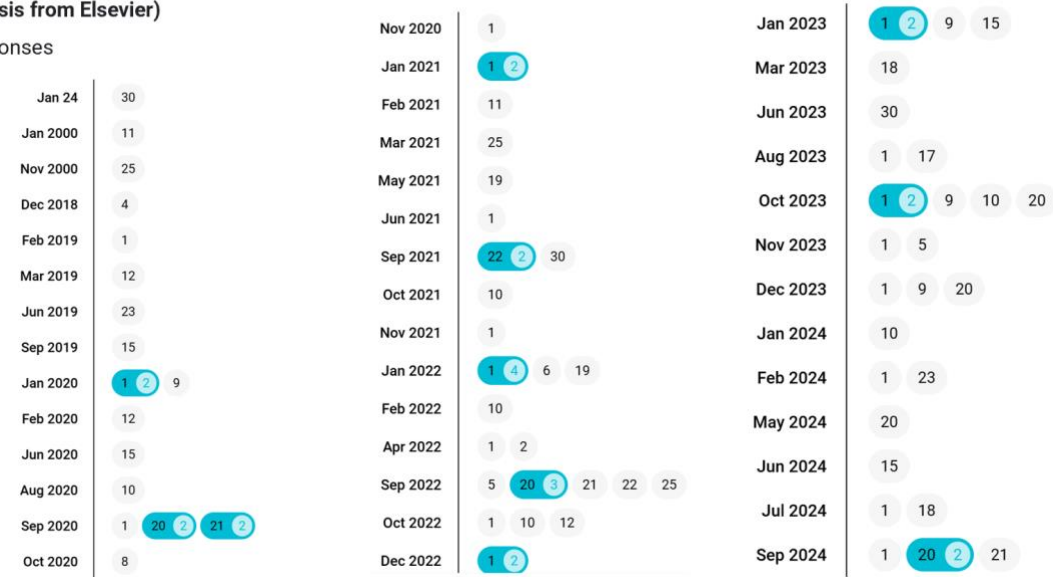 sis from Elsevier)
onses
Jan 24 30
Jan 2000 11
Nov 2000 25
Dec 2018 4
Feb 2019 1
Mar 2019 12
Jun 2019 23
Sep 2019 15
Jan 2020 1 2 9
Feb 2020 12
Jun 2020 15
Aug 2020 10
Sep 2020 1 20 2 21 2
Oct 2020 8
Nov 2020 1
Jan 2021 1 2
Feb 2021 11
Mar 2021 25
May 2021 19
Jun 2021 1
Sep 2021 22 2 30
Oct 2021 10
Nov 2021 1
Jan 2022 1 4 6 19
Feb 2022 10
Apr 2022 1 2
Sep 2022 5 20 3 21 22 25
Oct 2022 1 10 12
Dec 2022 1 2
Jan 2023 1 2 9 15
Mar 2023 18
Jun 2023 30
Aug 2023 1 17
Oct 2023 1 2 9 10 20
Nov 2023 1 5
Dec 2023 1 9 20
Jan 2024 10
Feb 2024 1 23
May 2024 20
Jun 2024 15
Jul 2024 1 18
Sep 2024 1 20 2 21